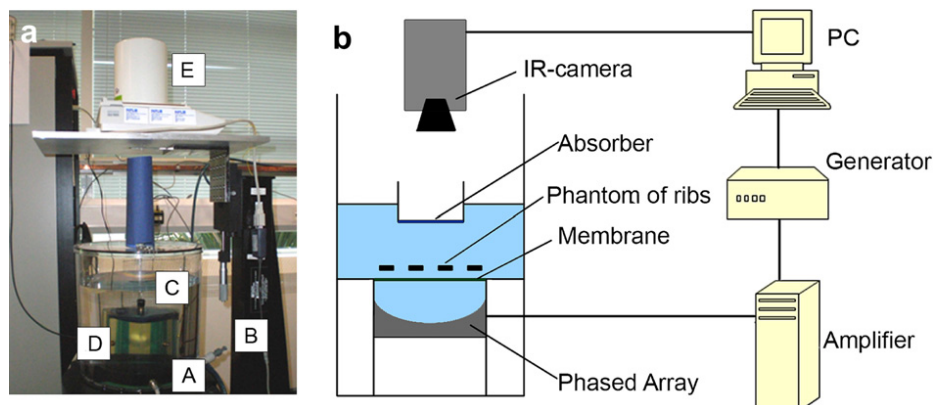 a
E
C
D
B
A
b
PC
IR-camera
Absorber
Generator
Phantom of ribs
Membrane
Amplifier
Phased Array